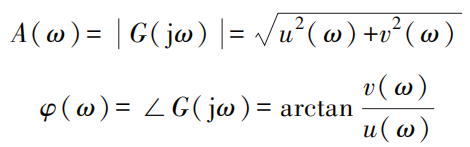 A(ω)= |G(jω)|= √u²(ω)+v²(ω)
φ(ω)= ∠G(jω)= arctan v(ω)/u(ω)